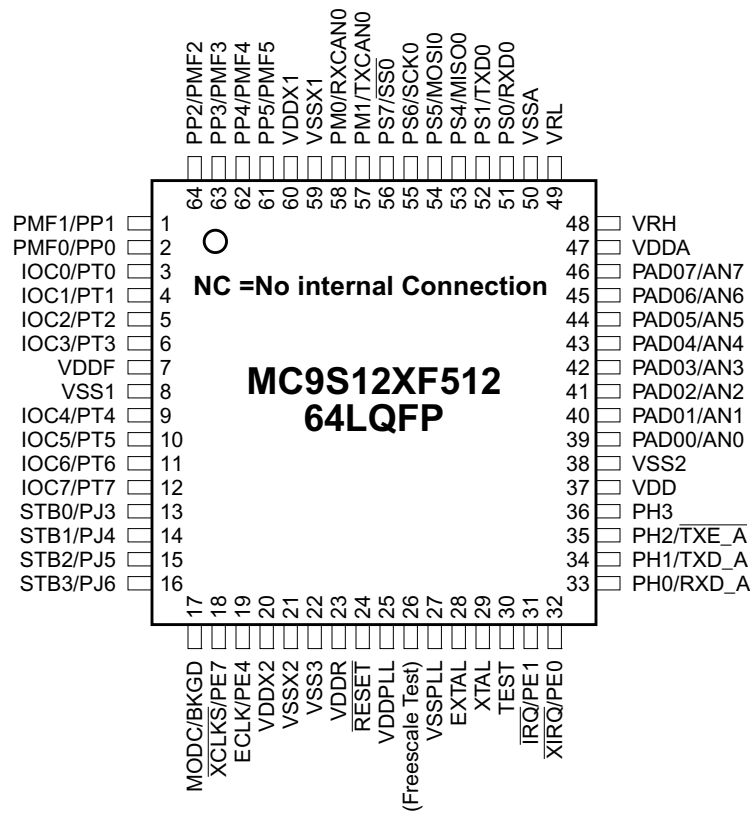 PP2/PMF2
PP3/PMF3
PP4/PMF4
PP5/PMF5
VDDX1
VSSX1
PM0/RXCAN0
PM1/TXCAN0
PS7/S̅S̅0̅
PS6/SCK0
PS5/MOSI0
PS4/MISO0
PS1/TXD0
PS0/RXD0
VSSA
VRL
64
63
62
61
60
59
58
57
56
55
54
53
52
51
50
49
PMF1/PP1 1
PMF0/PP0 2
IOC0/PT0 3
IOC1/PT1 4
IOC2/PT2 5
IOC3/PT3 6
VDDF 7
VSS1 8
IOC4/PT4 9
IOC5/PT5 10
IOC6/PT6 11
IOC7/PT7 12
STB0/PJ3 13
STB1/PJ4 14
STB2/PJ5 15
STB3/PJ6 16
NC =No internal Connection
MC9S12XF512
64LQFP
48 VRH
47 VDDA
46 PAD07/AN7
45 PAD06/AN6
44 PAD05/AN5
43 PAD04/AN4
42 PAD03/AN3
41 PAD02/AN2
40 PAD01/AN1
39 PAD00/AN0
38 VSS2
37 VDD
36 PH3
35 PH2/T̅X̅E̅_̅A̅
34 PH1/TXD_A
33 PH0/RXD_A
17
18
19
20
21
22
23
24
25
26
27
28
29
30
31
32
MODC/BKGD
X̅C̅L̅K̅S̅/PE7
ECLK/PE4
VDDX2
VSSX2
VSS3
VDDR
R̅E̅S̅E̅T̅
VDDPLL
(Freescale Test)
VSSPLL
EXTAL
XTAL
TEST
I̅R̅Q̅/PE1
X̅I̅R̅Q̅/PE0